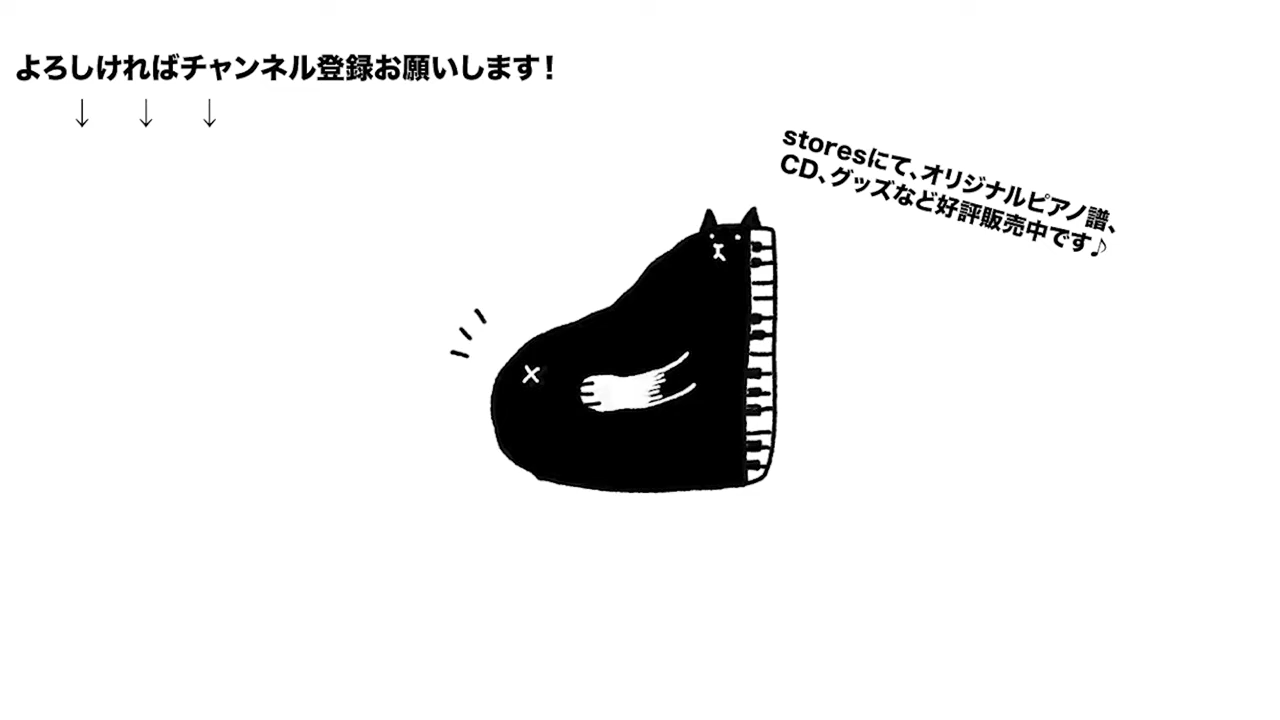 よろしければチャンネル登録お願いします！
↓ ↓ ↓
storesにて、オリジナルピアノ譜、
CD、グッズなど好評販売中です♪